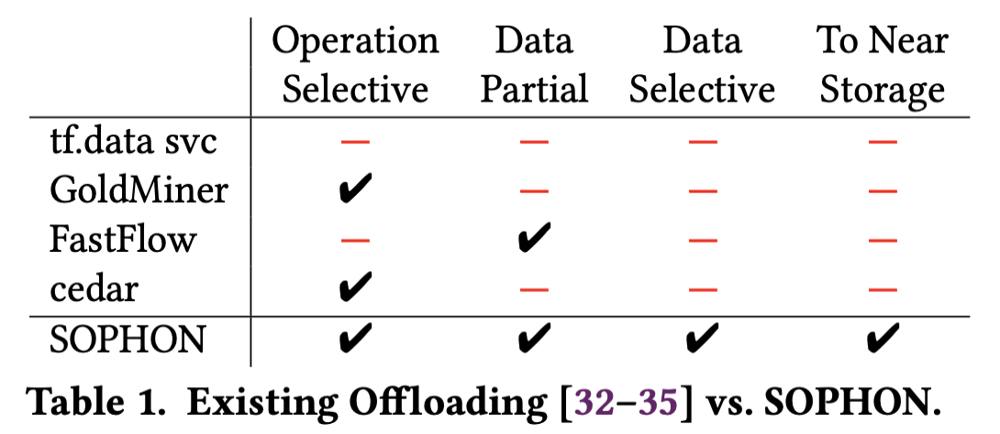 Operation Data Data To Near
Selective Partial Selective Storage
tf.data svc — — — —
GoldMiner ✔ — — —
FastFlow — ✔ — —
cedar ✔ — — —
SOPHON ✔ ✔ ✔ ✔
Table 1. Existing Offloading [32–35] vs. SOPHON.